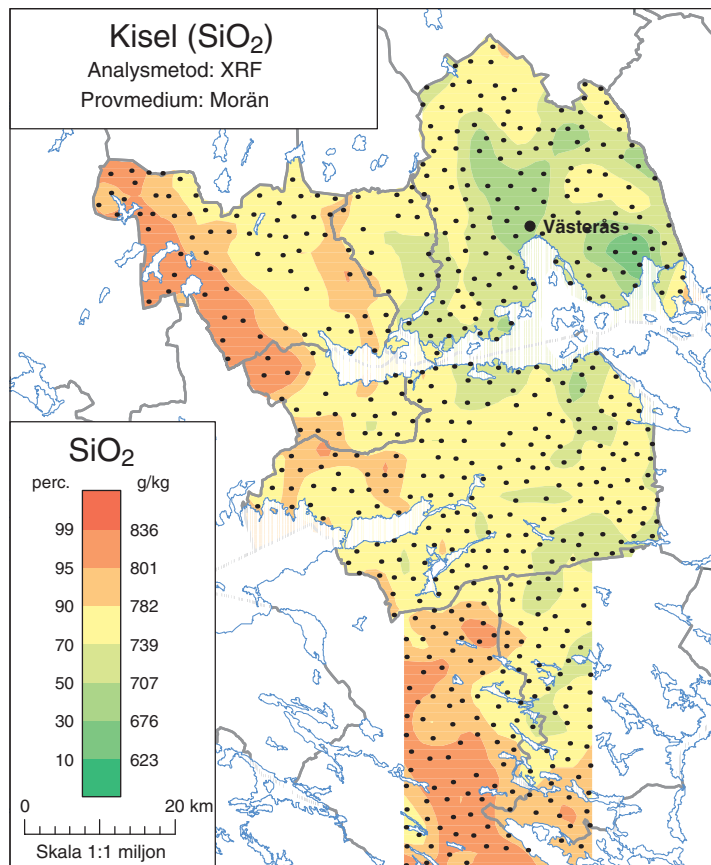 Kisel (SiO₂)
Analysmetod: XRF
Provmedium: Morän
Västerås
SiO₂
perc. g/kg
99 836
95 801
90 782
70 739
50 707
30 676
10 623
0 20 km
Skala 1:1 miljon